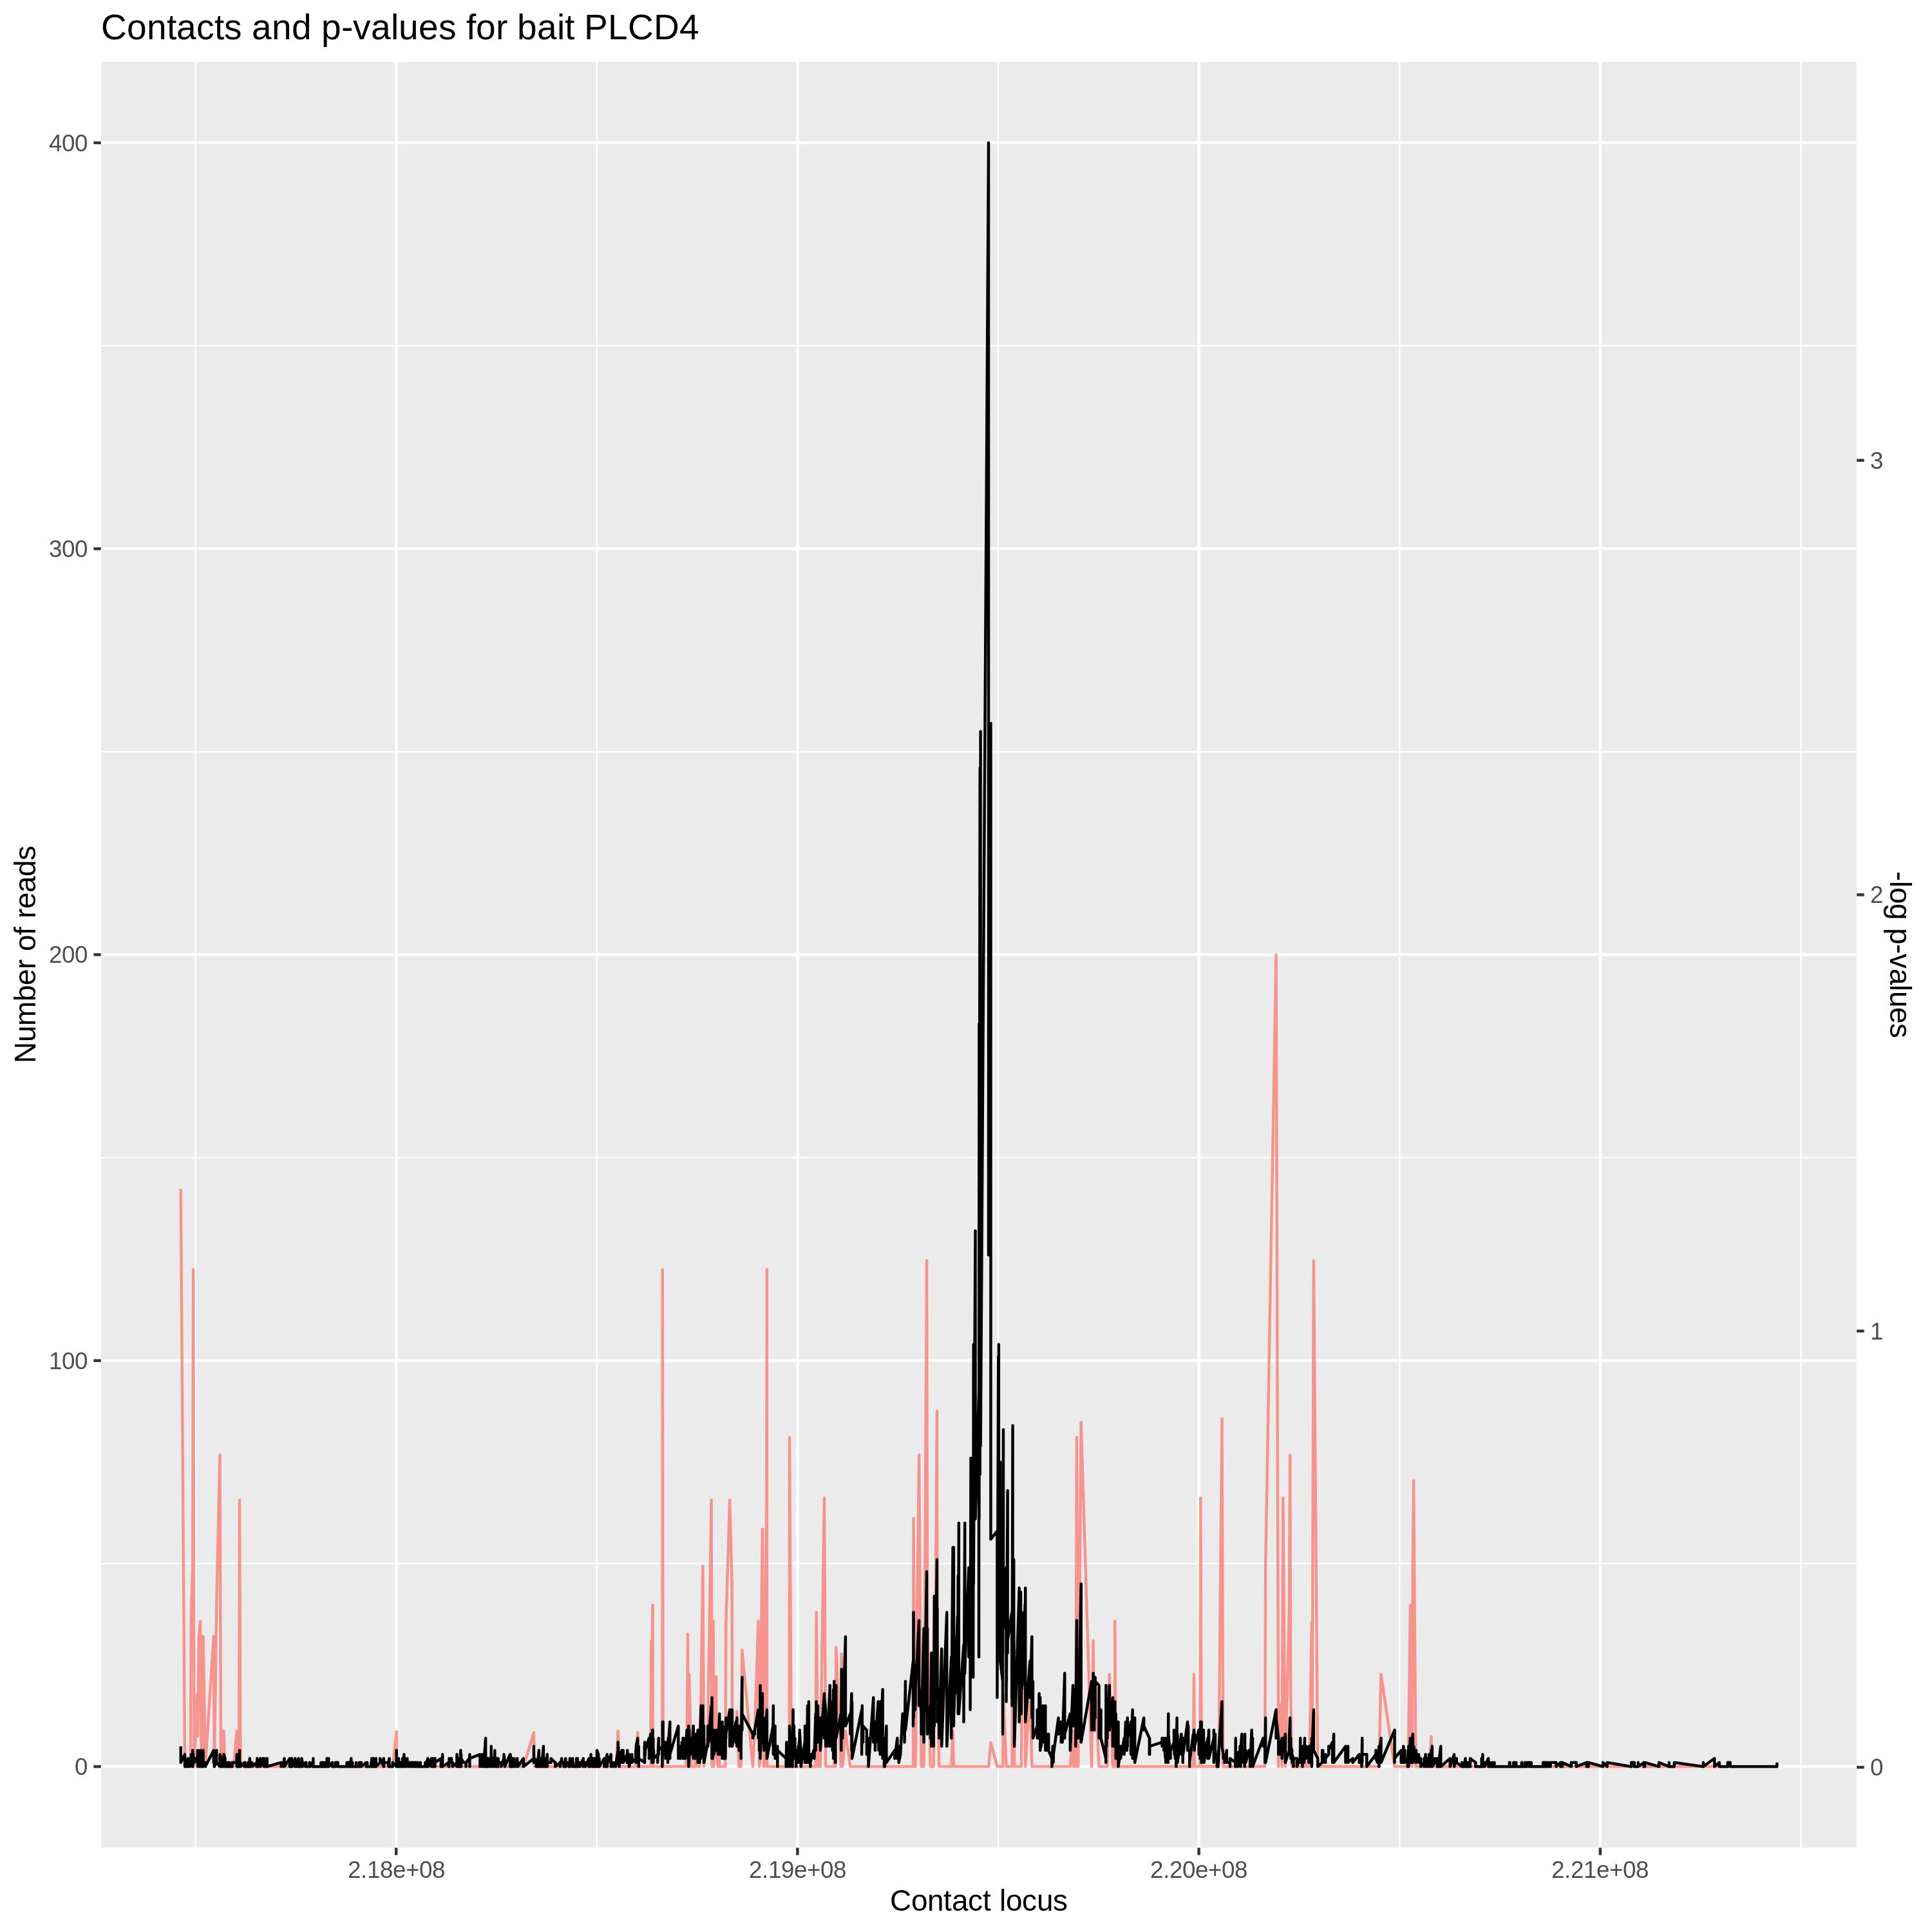 Contacts and p-values for bait PLCD4
400
300
200
100
0
Number of reads
3
2
1
0
-log p-values
2.18e+08
2.19e+08
2.20e+08
2.21e+08
Contact locus